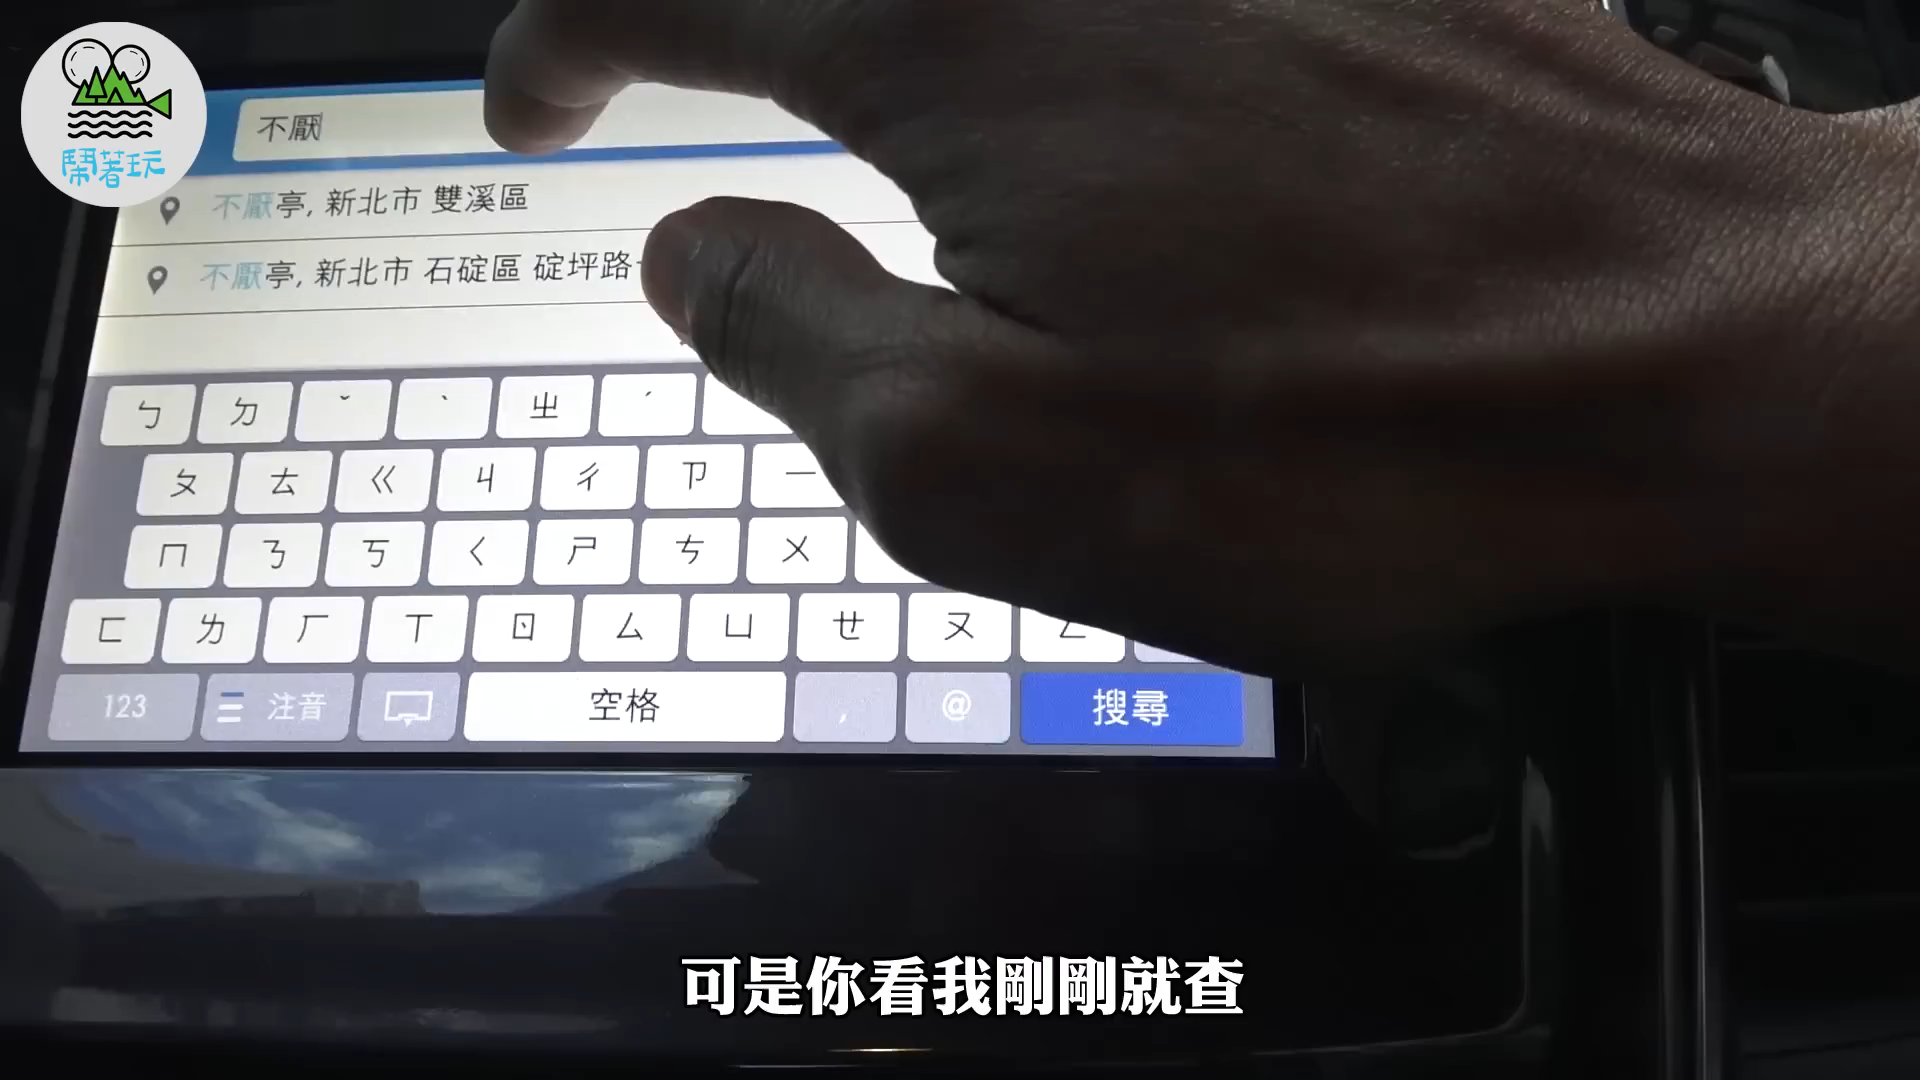 鬧著玩
不厭
不厭亭, 新北市 雙溪區
不厭亭, 新北市 石碇區 碇坪路
ㄅ ㄉ ˇ ˋ ㄓ ˊ
ㄆ ㄊ ㄍ ㄐ ㄔ ㄗ ㄧ
ㄇ ㄋ ㄎ ㄑ ㄕ ㄘ ㄨ
ㄈ ㄌ ㄏ ㄒ ㄖ ㄙ ㄩ ㄝ ㄡ ㄥ
123 注音 空格 , @ 搜尋
可是你看我剛剛就查